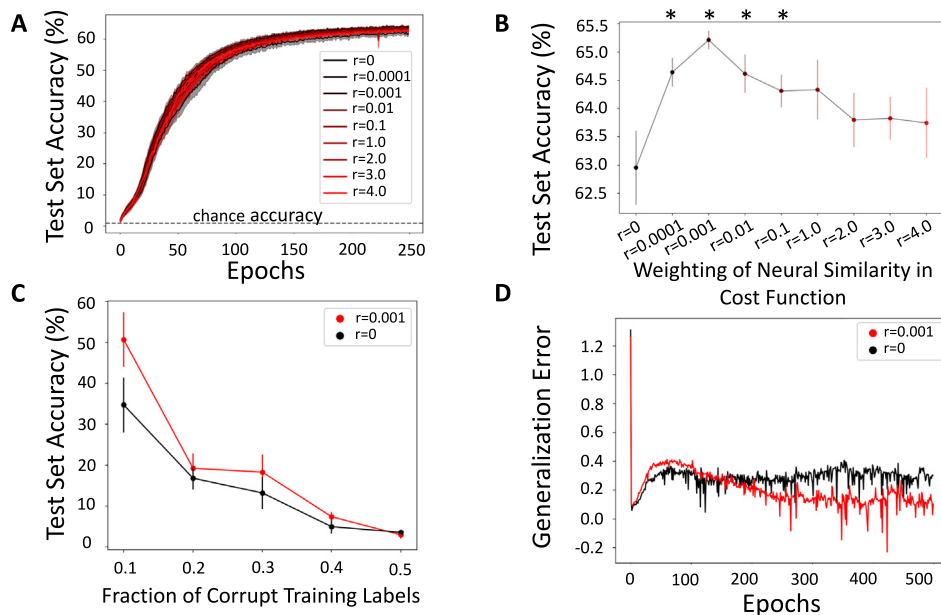 A
Test Set Accuracy (%)
60
50
40
30
20
10
0
r=0
r=0.0001
r=0.001
r=0.01
r=0.1
r=1.0
r=2.0
r=3.0
r=4.0
chance accuracy
0 50 100 150 200 250
Epochs
B
* * * *
Test Set Accuracy (%)
65.5
65.0
64.5
64.0
63.5
63.0
62.5
r=0 r=0.0001 r=0.001 r=0.01 r=0.1 r=1.0 r=2.0 r=3.0 r=4.0
Weighting of Neural Similarity in
Cost Function
C
Test Set Accuracy (%)
60
50
40
30
20
10
0
r=0.001
r=0
0.1 0.2 0.3 0.4 0.5
Fraction of Corrupt Training Labels
D
Generalization Error
1.2
1.0
0.8
0.6
0.4
0.2
0.0
-0.2
r=0.001
r=0
0 100 200 300 400 500
Epochs